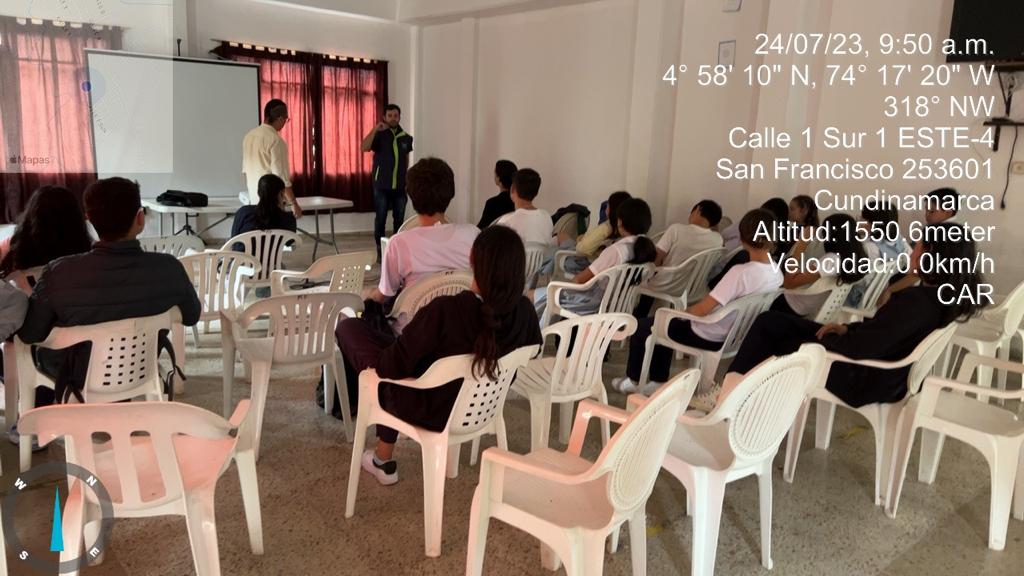 24/07/23, 9:50 a.m.
4° 58' 10" N, 74° 17' 20" W
318° NW
Calle 1 Sur 1 ESTE-4
San Francisco 253601
Cundinamarca
Altitud:1550.6meter
Velocidad:0.0km/h
CAR
Mapas
N
W
E
S